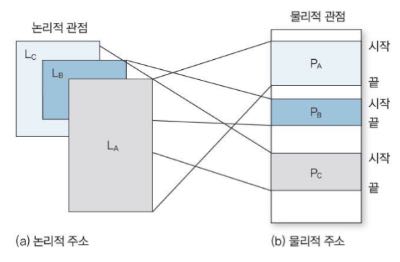 논리적 관점
물리적 관점
L_C
L_B
L_A
P_A
시작
끝
P_B
시작
끝
P_C
시작
끝
(a) 논리적 주소
(b) 물리적 주소